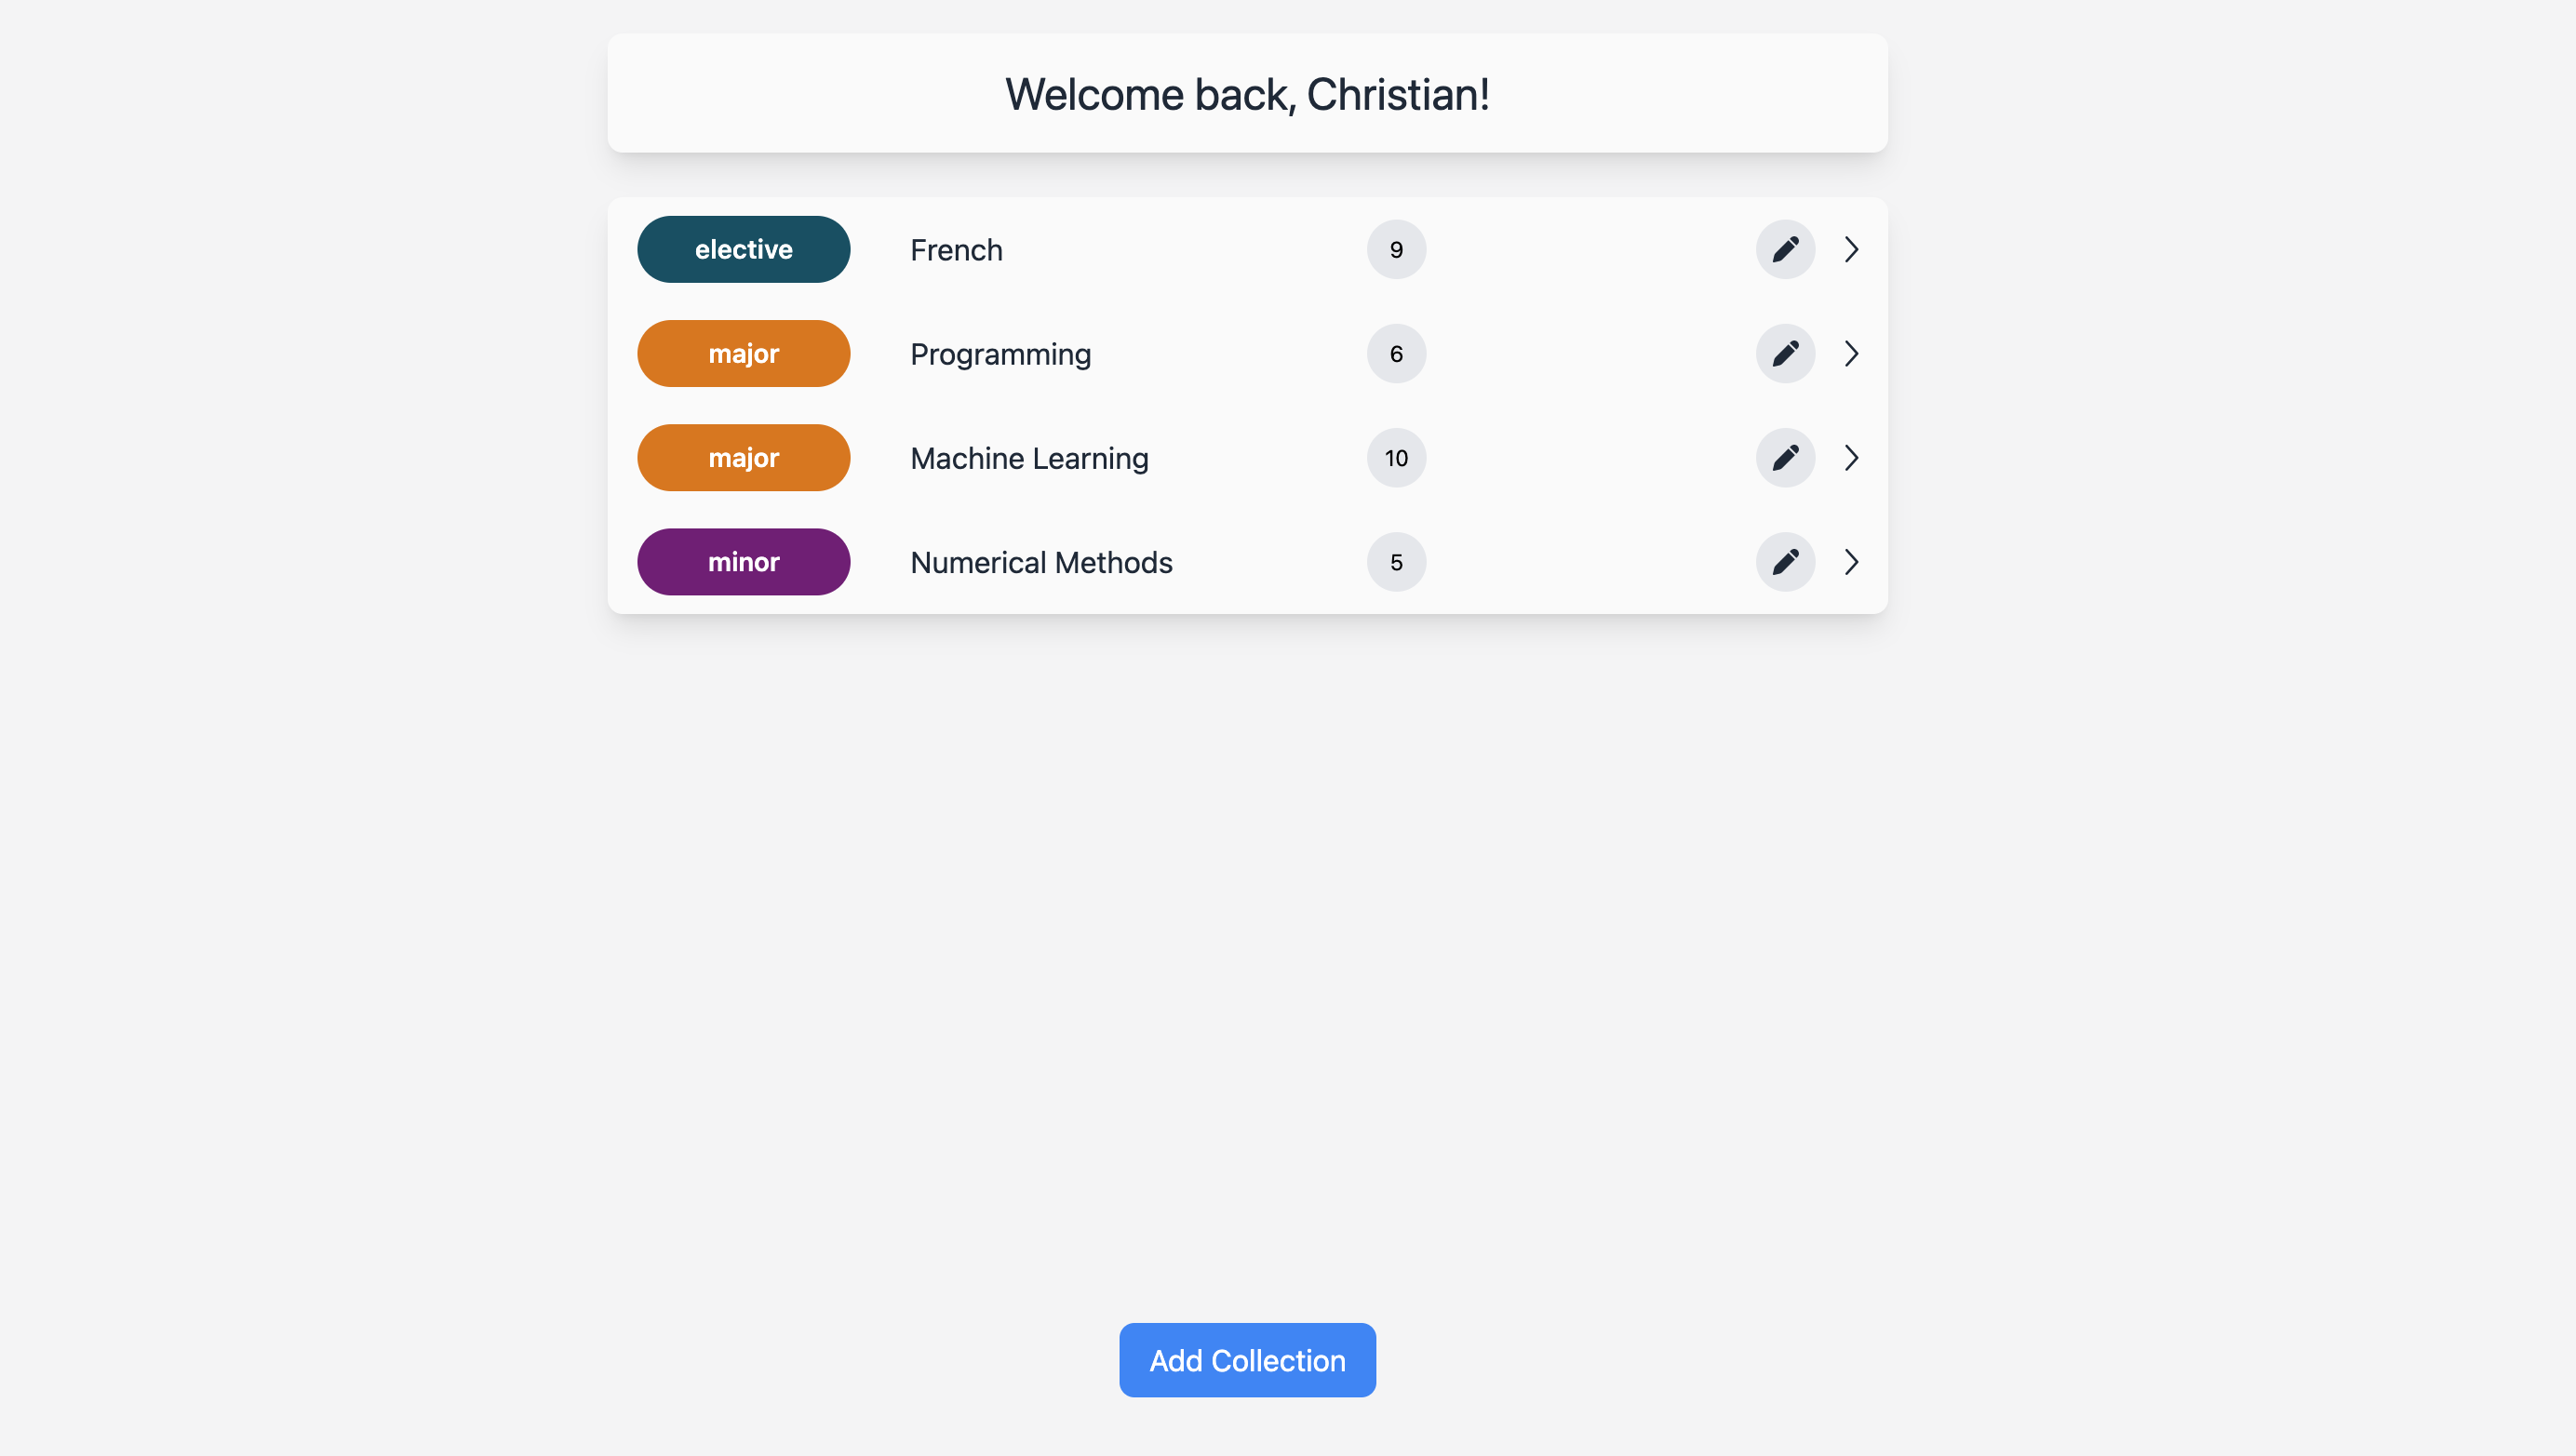 Welcome back, Christian!
elective French 9
major Programming 6
major Machine Learning 10
minor Numerical Methods 5
Add Collection